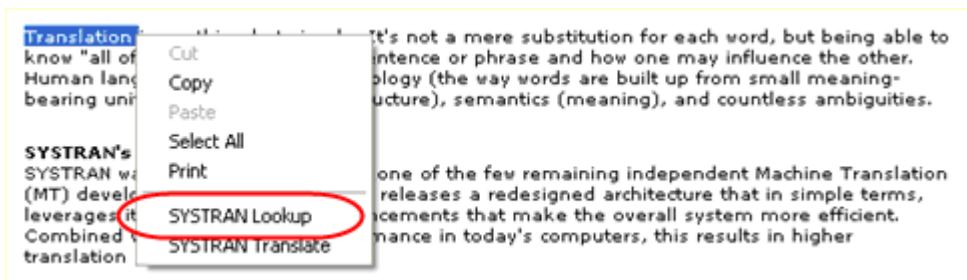 Translation It's not a mere substitution for each word, but being able to
know "all of ntence or phrase and how one may influence the other.
Human lang ology (the way words are built up from small meaning-
bearing uni ucture), semantics (meaning), and countless ambiguities.
SYSTRAN's
SYSTRAN wa one of the few remaining independent Machine Translation
(MT) develo releases a redesigned architecture that in simple terms,
leverages it ncements that make the overall system more efficient.
Combined mance in today's computers, this results in higher
translation
Cut
Copy
Paste
Select All
Print
SYSTRAN Lookup
SYSTRAN Translate